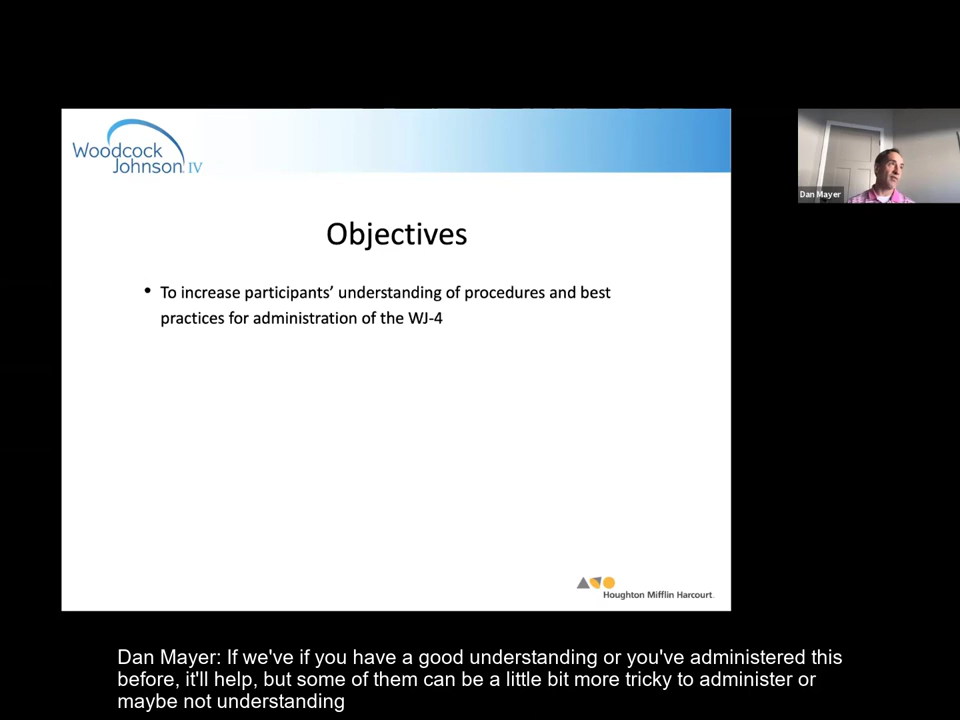 Woodcock
Johnson IV
Objectives
• To increase participants’ understanding of procedures and best
practices for administration of the WJ-4
Houghton Mifflin Harcourt.
Dan Mayer
Dan Mayer: If we've if you have a good understanding or you've administered this
before, it'll help, but some of them can be a little bit more tricky to administer or
maybe not understanding